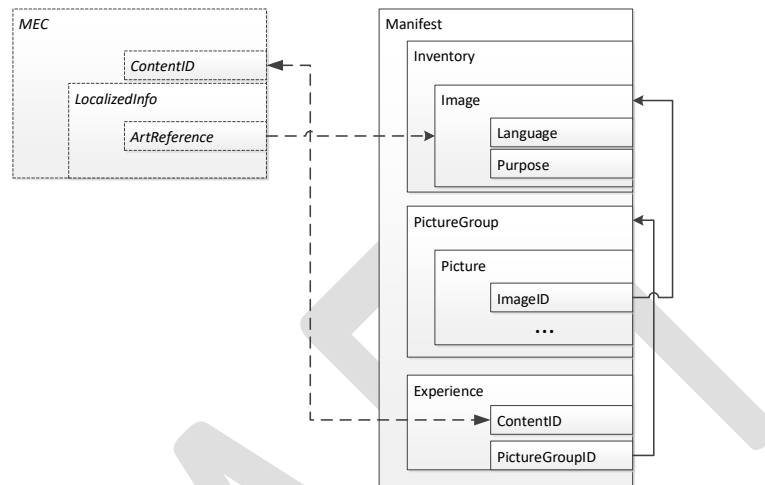 MEC
ContentID
LocalizedInfo
ArtReference
Manifest
Inventory
Image
Language
Purpose
PictureGroup
Picture
ImageID
...
Experience
ContentID
PictureGroupID